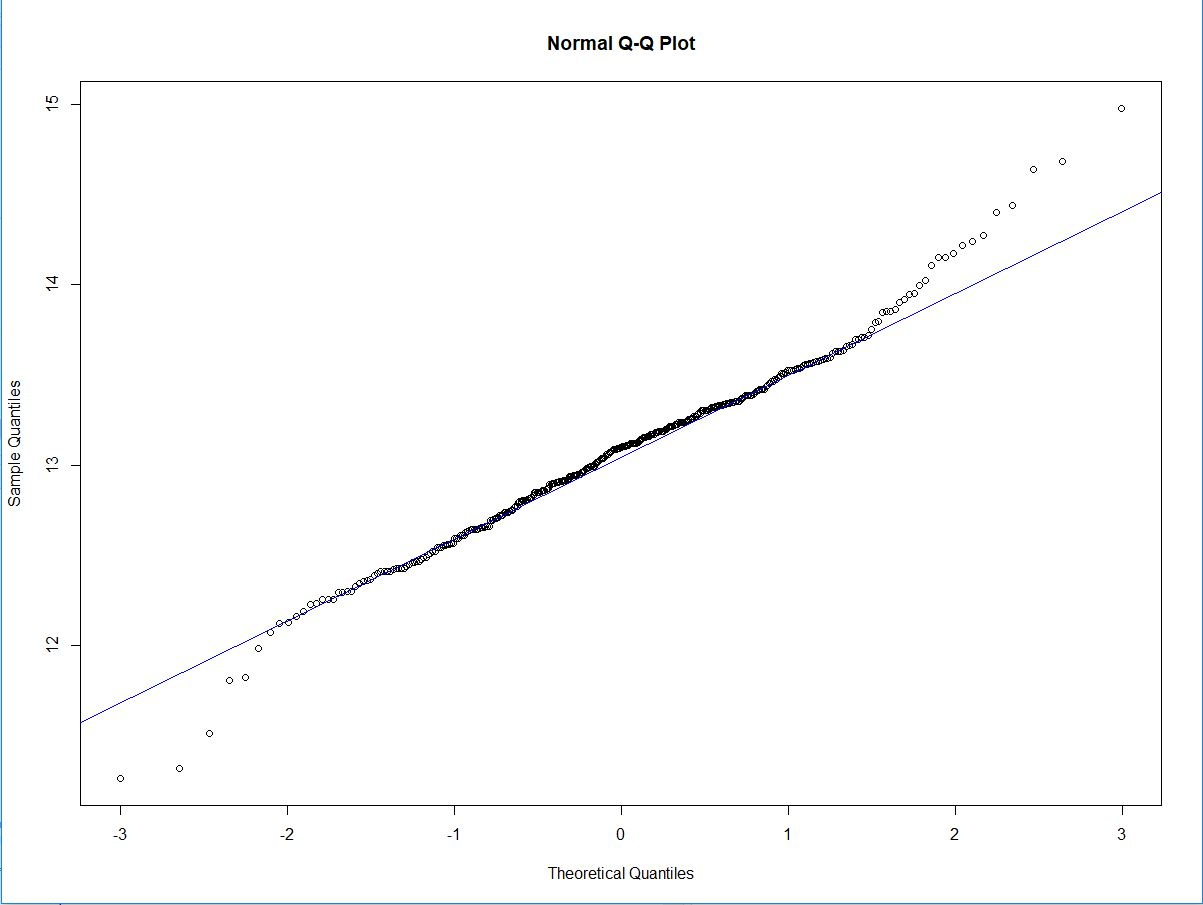 Normal Q-Q Plot
Sample Quantiles
15
14
13
12
-3 -2 -1 0 1 2 3
Theoretical Quantiles